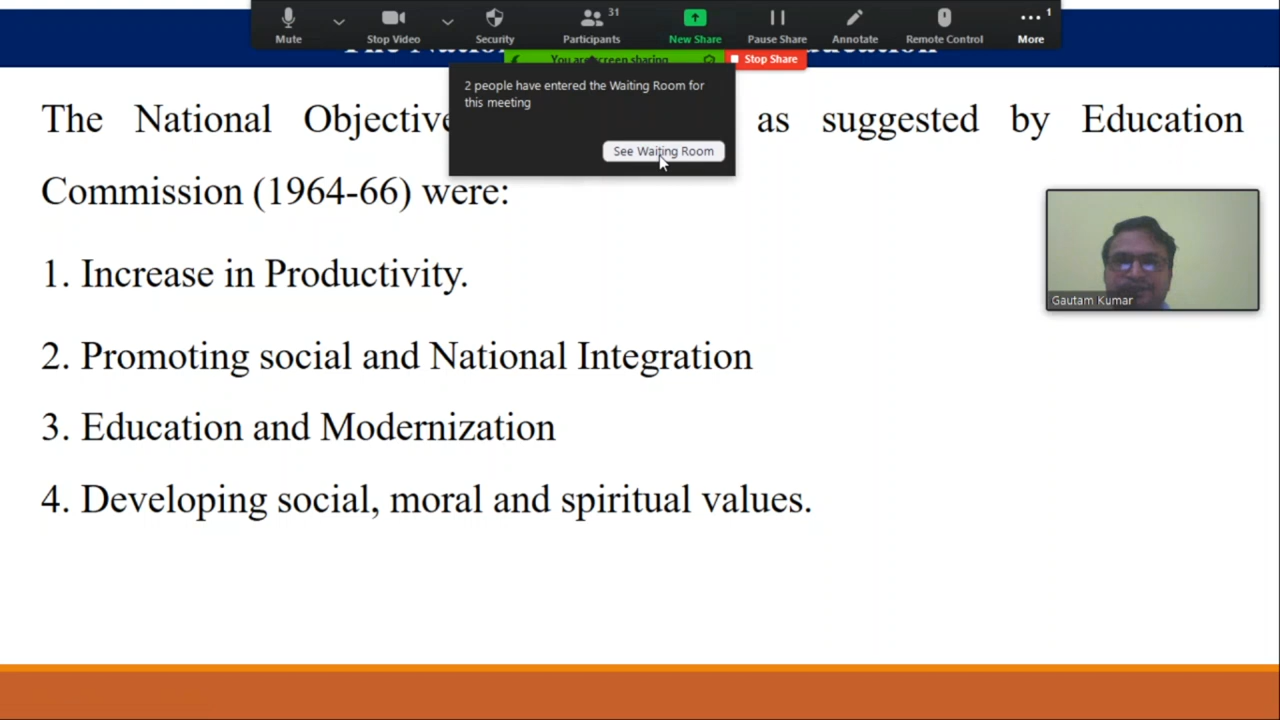 31
1
Mute
Stop Video
Security
Participants
New Share
Pause Share
Annotate
Remote Control
More
You are screen sharing
Stop Share
2 people have entered the Waiting Room for
this meeting
See Waiting Room
The National Objective as suggested by Education
Commission (1964-66) were:
1. Increase in Productivity.
Gautam Kumar
2. Promoting social and National Integration
3. Education and Modernization
4. Developing social, moral and spiritual values.